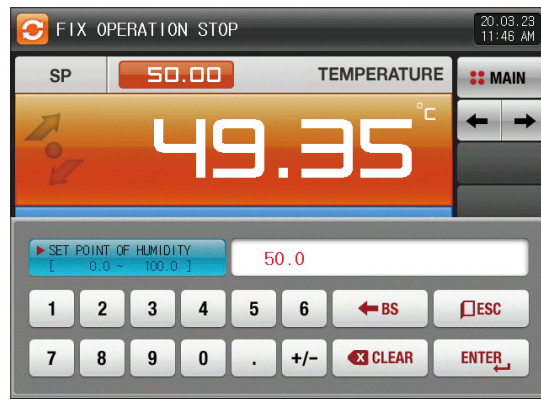 FIX OPERATION STOP
20.03.23
11:46 AM
SP 50.00 TEMPERATURE
MAIN
49.35 °C
SET POINT OF HUMIDITY
[ 0.0 ~ 100.0 ]
50.0
1 2 3 4 5 6 BS ESC
7 8 9 0 . +/- CLEAR ENTER